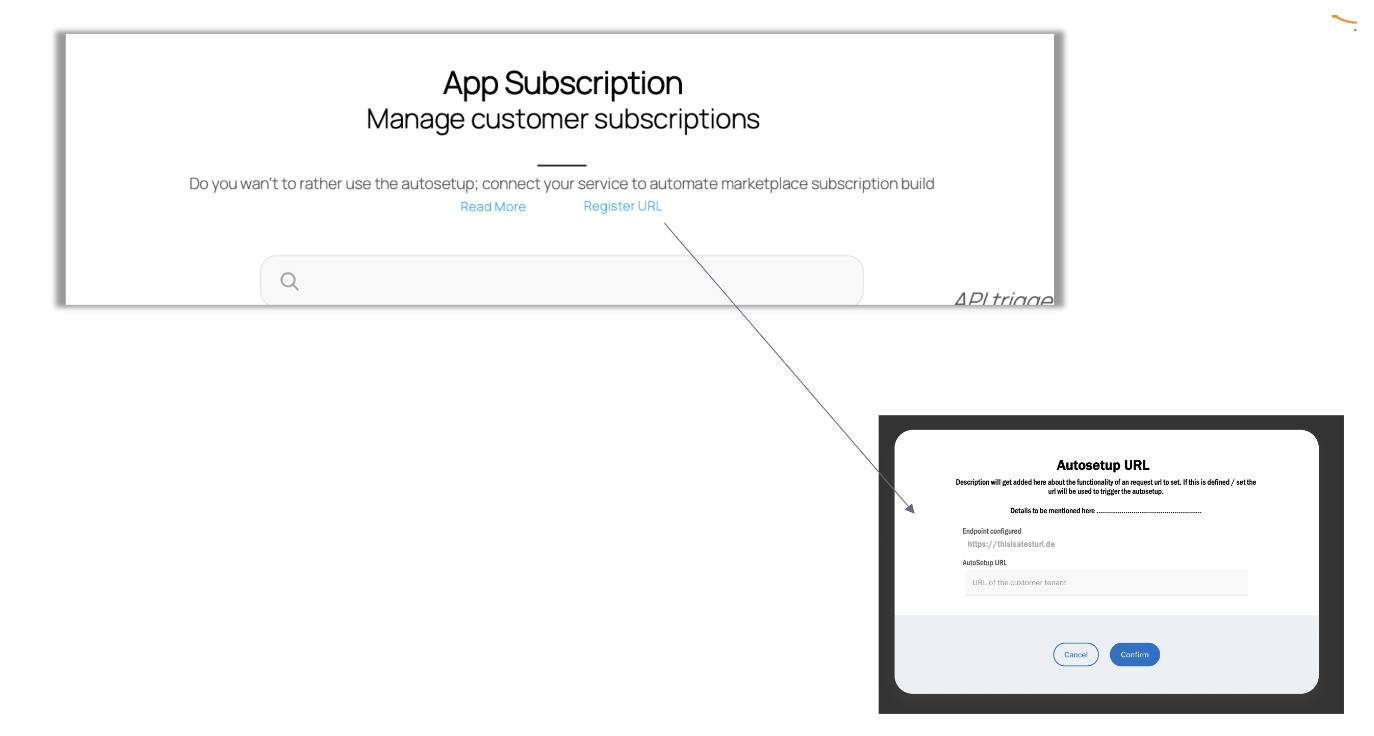 App Subscription
Manage customer subscriptions
Do you wan't to rather use the autosetup; connect your service to automate marketplace subscription build
Read More Register URL
API trigge
Autosetup URL
Description will get added here about the functionality of an request url to set. If this is defined / set the
url will be used to trigger the autosetup.
Details to be mentioned here ....................................................
Endpoint configured
https://thisisatesturl.de
AutoSetup URL
URL of the customer tenant
Cancel Confirm